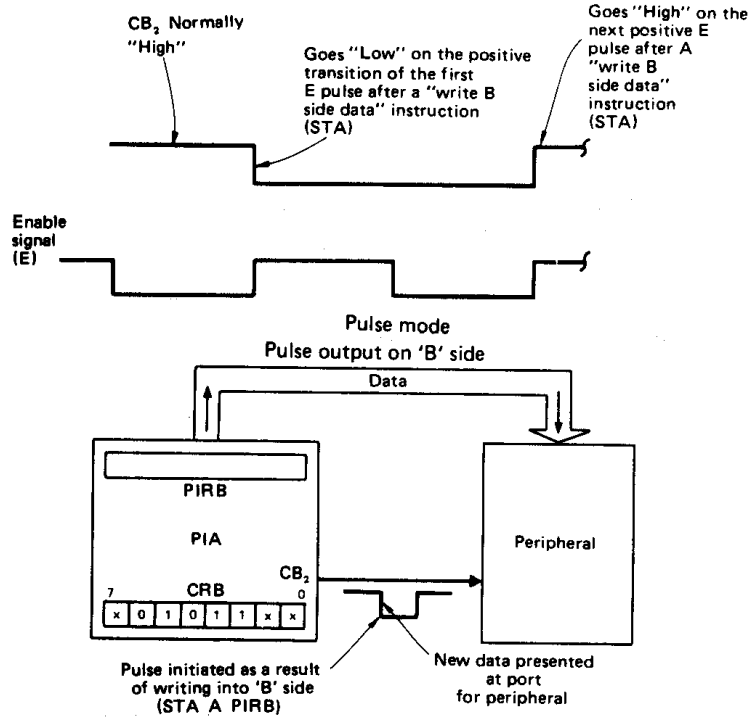 CB₂ Normally
"High"
Goes "Low" on the positive
transition of the first
E pulse after a "write B
side data" instruction
(STA)
Goes "High" on the
next positive E
pulse after A
"write B
side data"
instruction
(STA)
Enable
signal
(E)
Pulse mode
Pulse output on 'B' side
Data
PIRB
PIA
Peripheral
CB₂
7 CRB 0
x 0 1 0 1 1 x x
Pulse initiated as a result
of writing into 'B' side
(STA A PIRB)
New data presented
at port
for peripheral